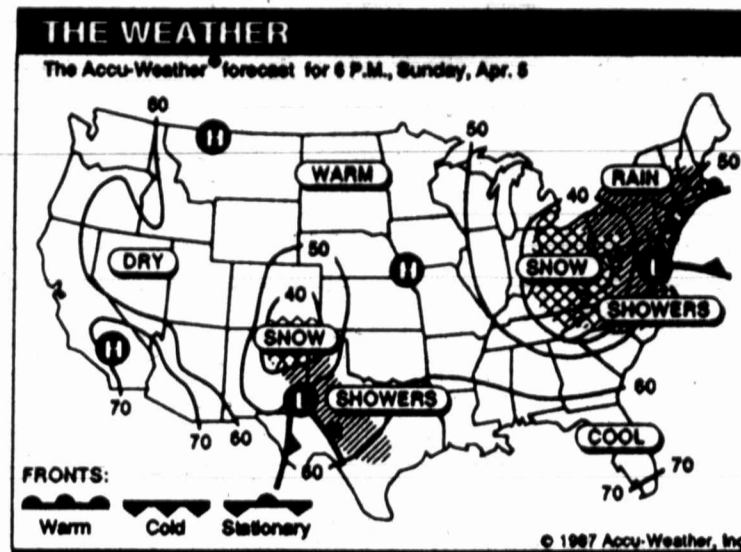 THE WEATHER
The Accu-Weather® forecast for 6 P.M., Sunday, Apr. 5
60
H
50
50
WARM
RAIN
40
50
DRY
H
SNOW
L
40
SHOWERS
H
SNOW
70
L
SHOWERS
60
70
60
COOL
60
70
70
FRONTS:
Warm Cold Stationary
© 1987 Accu-Weather, Inc